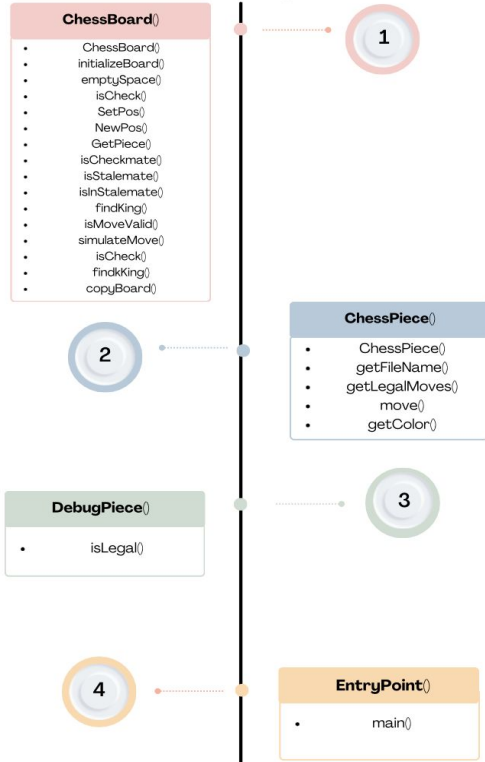 ChessBoard()
1
• ChessBoard()
• initializeBoard()
• emptySpace()
• isCheck()
• SetPos()
• NewPos()
• GetPiece()
• isCheckmate()
• isStalemate()
• isInStalemate()
• findKing()
• isMoveValid()
• simulateMove()
• isCheck()
• findkKing()
• copyBoard()
2
ChessPiece()
• ChessPiece()
• getFileName()
• getLegalMoves()
• move()
• getColor()
DebugPiece()
• isLegal()
3
4
EntryPoint()
• main()